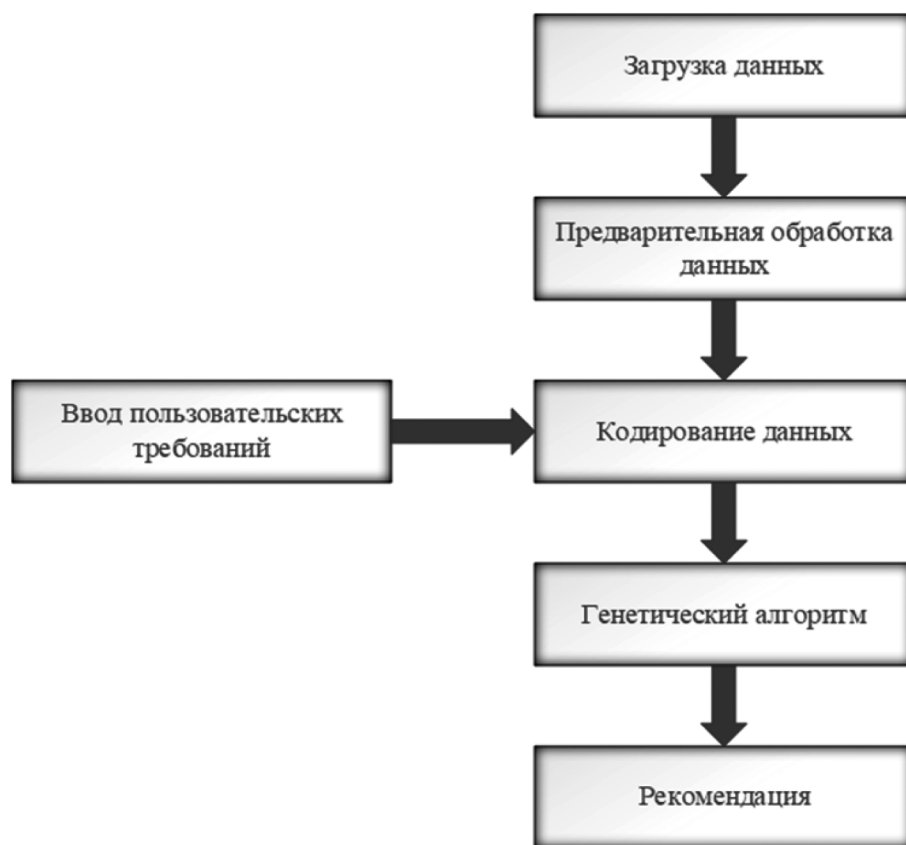 Загрузка данных
Предварительная обработка
данных
Ввод пользовательских
требований
Кодирование данных
Генетический алгоритм
Рекомендация